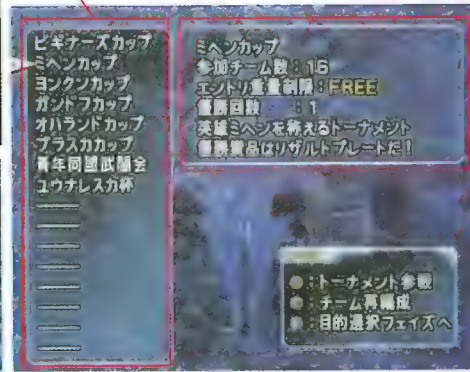 ビギナーズカップ
ミヘンカップ
ヨンクンカップ
ガンドフカップ
オハランドカップ
ブラスカカップ
青年同盟武闘会
ユウナレスカ杯
ミヘンカップ
参加チーム数：16
エントリ重量制限：FREE
優勝回数　：1
英雄ミヘンを称えるトーナメント
優勝賞品はリザルトプレートだ！
：トーナメント参戦
：チーム再編成
：目的選択フェイズへ